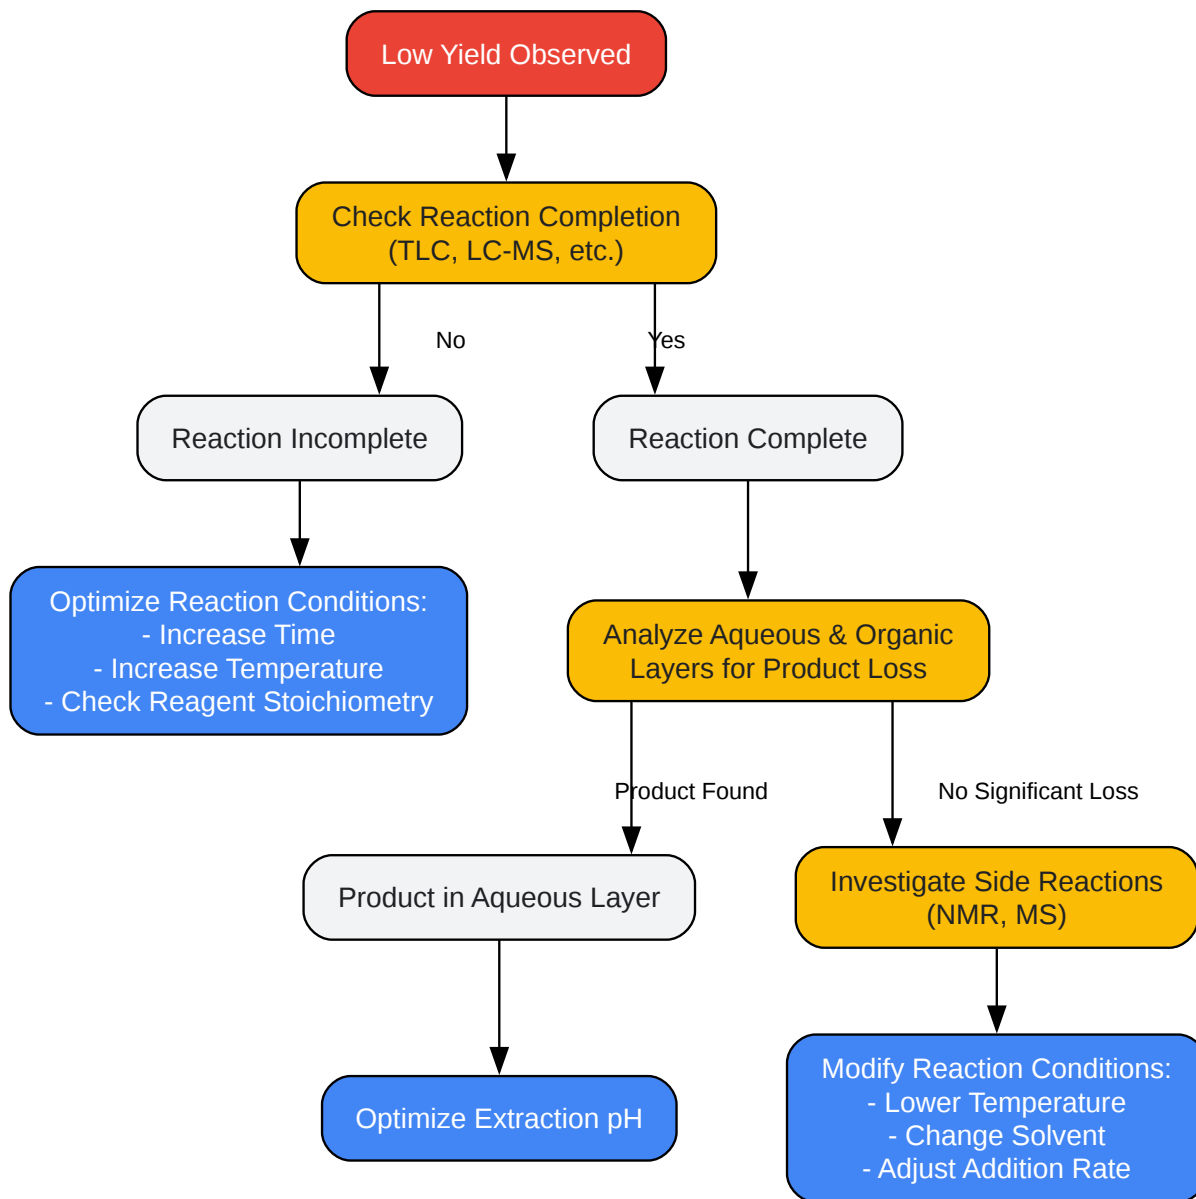 Low Yield Observed
Check Reaction Completion
(TLC, LC-MS, etc.)
No
Yes
Reaction Incomplete
Reaction Complete
Optimize Reaction Conditions:
- Increase Time
- Increase Temperature
- Check Reagent Stoichiometry
Analyze Aqueous & Organic
Layers for Product Loss
Product Found
No Significant Loss
Product in Aqueous Layer
Investigate Side Reactions
(NMR, MS)
Optimize Extraction pH
Modify Reaction Conditions:
- Lower Temperature
- Change Solvent
- Adjust Addition Rate